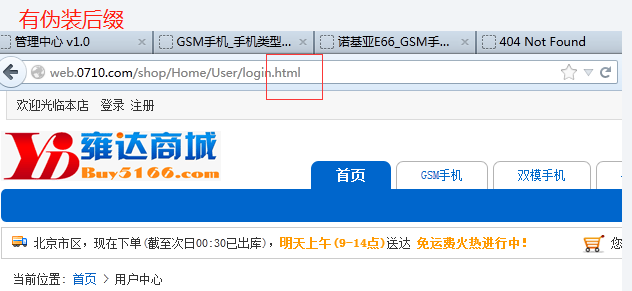 有伪装后缀
管理中心 v1.0
GSM手机_手机类型...
诺基亚E66_GSM手...
404 Not Found
web.0710.com/shop/Home/User/login.html
欢迎光临本店 登录 注册
YD 雍达商城
Buy5166.com
首页 GSM手机 双模手机
北京市区，现在下单(截至次日00:30已出库)，明天上午(9-14点)送达 免运费火热进行中! 您
当前位置: 首页 > 用户中心